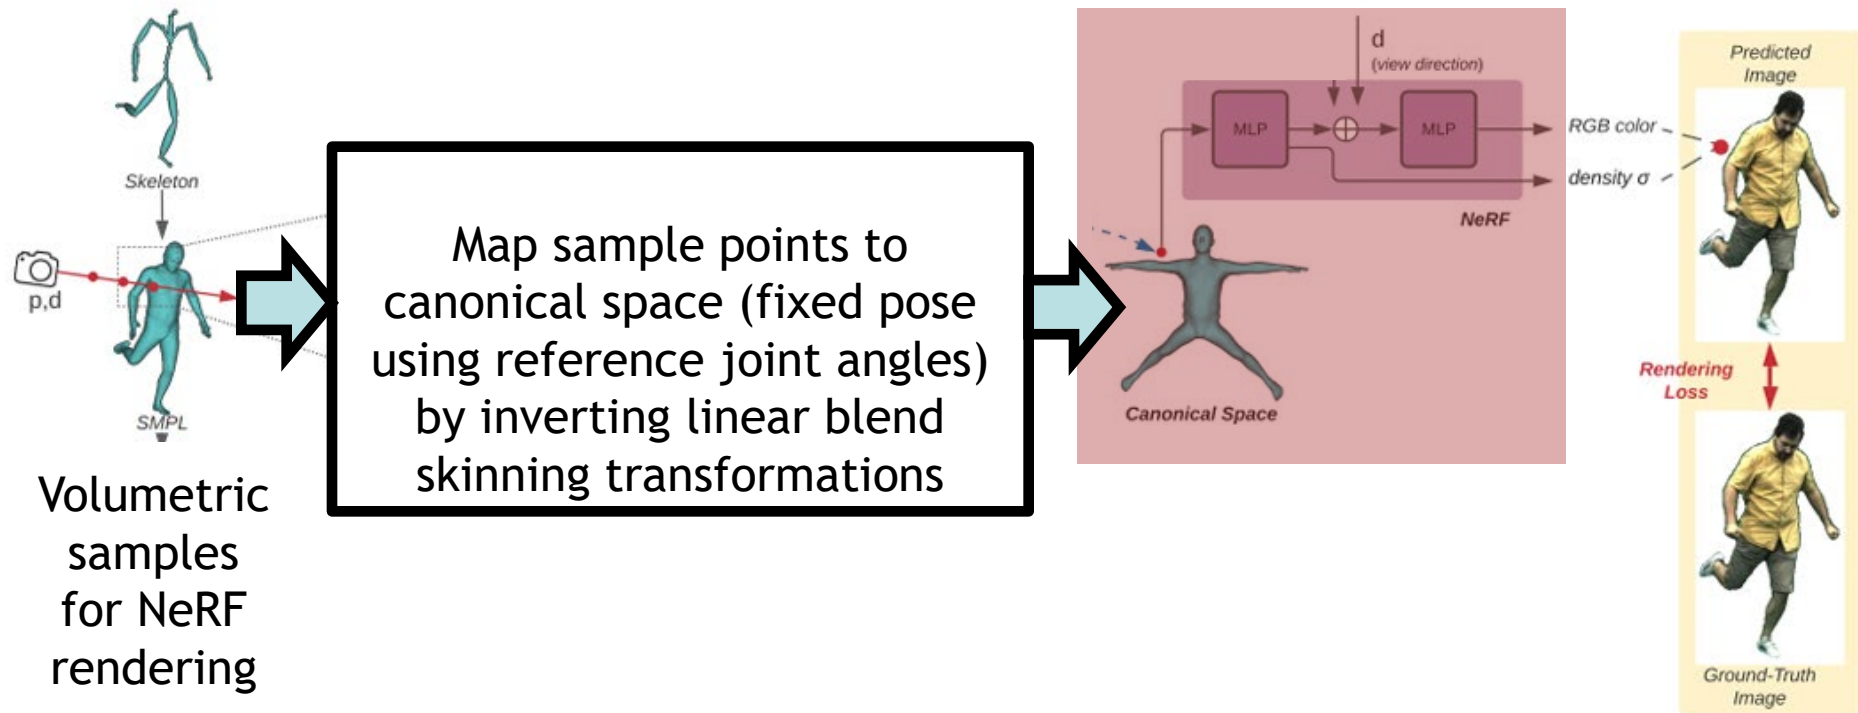 Skeleton
p,d
SMPL
Volumetric
samples
for NeRF
rendering
Map sample points to
canonical space (fixed pose
using reference joint angles)
by inverting linear blend
skinning transformations
d
(view direction)
MLP
MLP
NeRF
Canonical Space
RGB color
density σ
Predicted
Image
Rendering
Loss
Ground-Truth
Image